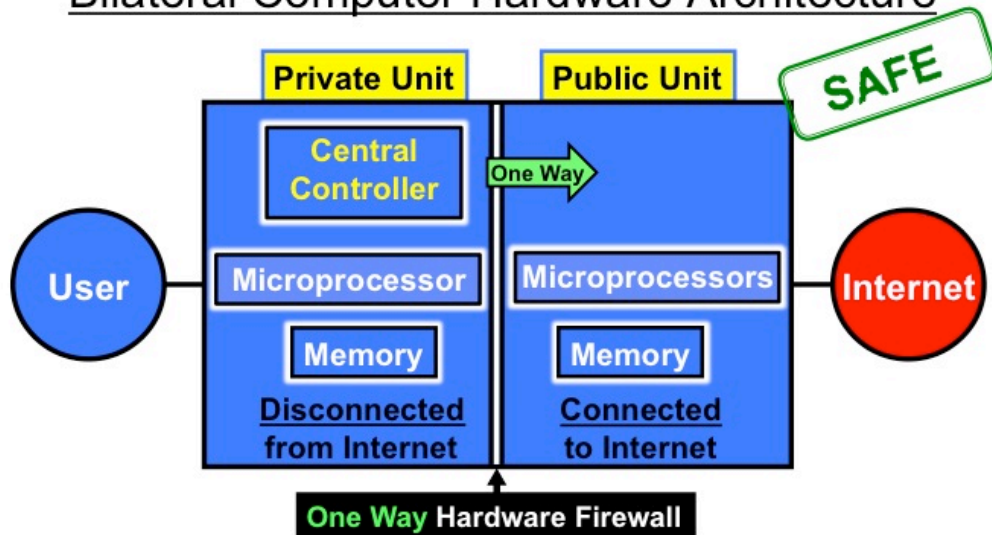 Bilateral Computer Hardware Architecture
Private Unit
Public Unit
SAFE
Central
Controller
One Way
User
Microprocessor
Microprocessors
Internet
Memory
Memory
Disconnected
from Internet
Connected
to Internet
One Way Hardware Firewall